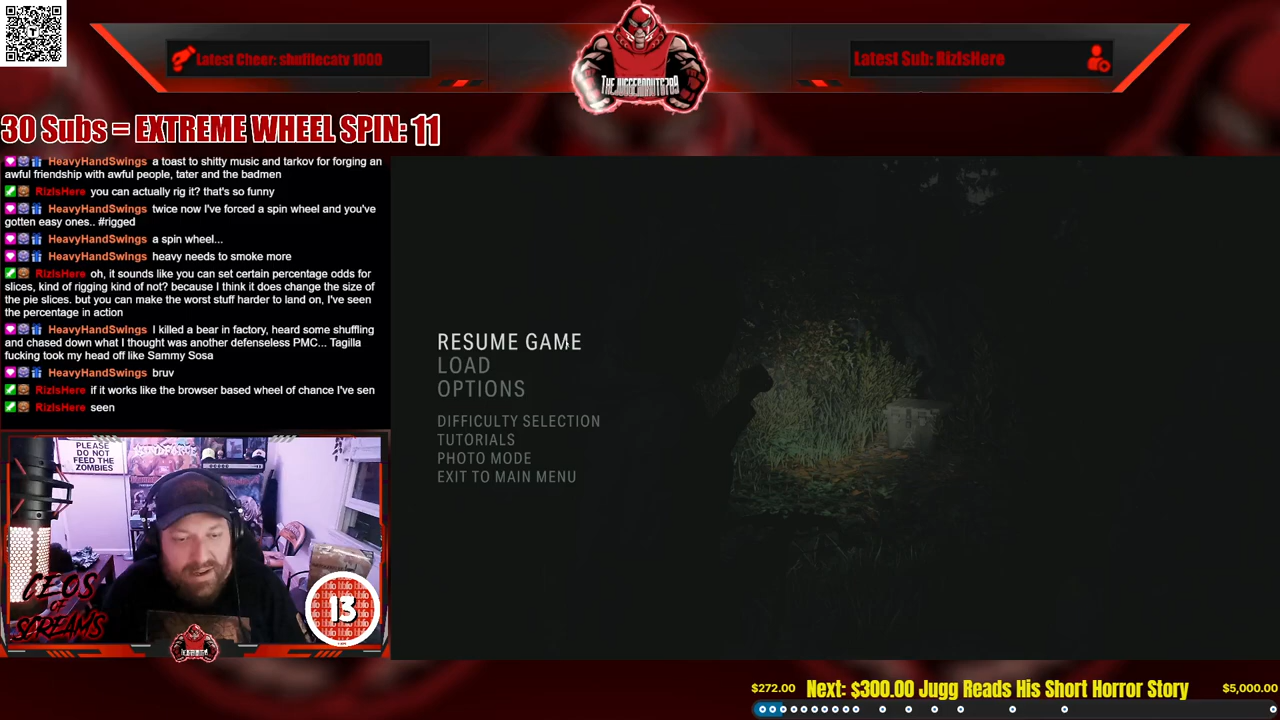 Latest Cheer: shufflecatv 1000
THEJUGGERNAUT6789
Latest Sub: RizIsHere
30 Subs = EXTREME WHEEL SPIN: 11
HeavyHandSwings a toast to shitty music and tarkov for forging an
awful friendship with awful people, tater and the badmen
RizIsHere you can actually rig it? that's so funny
HeavyHandSwings twice now I've forced a spin wheel and you've
gotten easy ones.. #rigged
HeavyHandSwings a spin wheel...
HeavyHandSwings heavy needs to smoke more
RizIsHere oh, it sounds like you can set certain percentage odds for
slices, kind of rigging kind of not? because I think it does change the size of
the pie slices. but you can make the worst stuff harder to land on, I've seen
the percentage in action
HeavyHandSwings I killed a bear in factory, heard some shuffling
and chased down what I thought was another defenseless PMC... Tagilla
fucking took my head off like Sammy Sosa
HeavyHandSwings bruv
RizIsHere if it works like the browser based wheel of chance I've sen
RizIsHere seen
RESUME GAME
LOAD
OPTIONS
DIFFICULTY SELECTION
TUTORIALS
PHOTO MODE
EXIT TO MAIN MENU
PLEASE
DO NOT
FEED THE
ZOMBIES
CEOS
OF
SCREAMS
13
$272.00 Next: $300.00 Jugg Reads His Short Horror Story $5,000.00